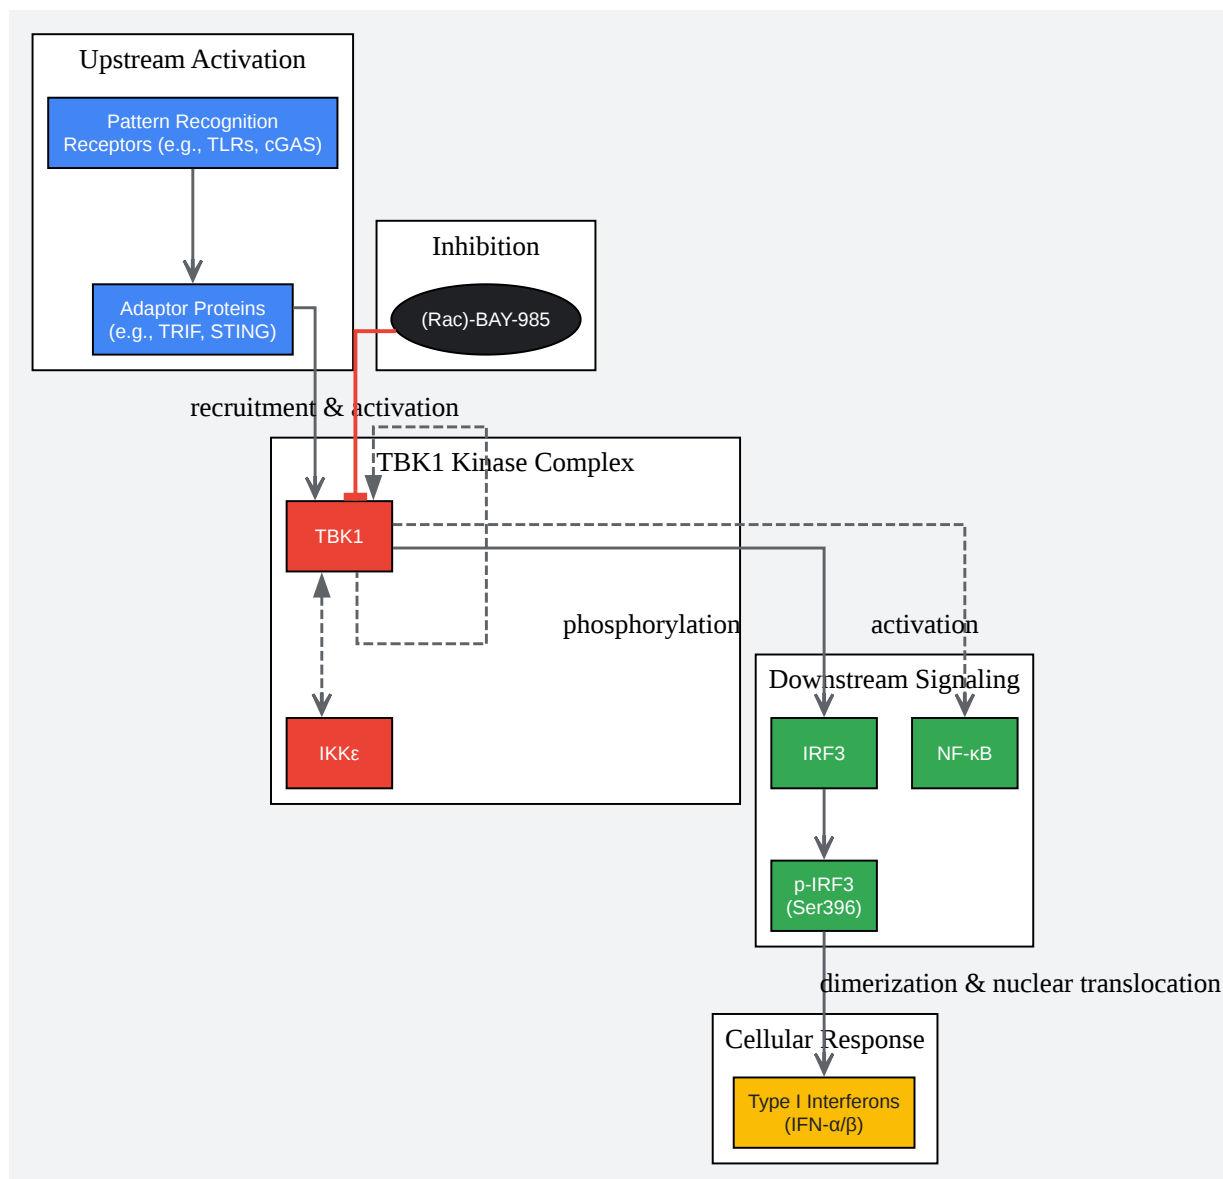 Upstream Activation
Pattern Recognition
Receptors (e.g., TLRs, cGAS)
Adaptor Proteins
(e.g., TRIF, STING)
Inhibition
(Rac)-BAY-985
recruitment & activation
TBK1 Kinase Complex
TBK1
IKKε
phosphorylation
activation
Downstream Signaling
IRF3
NF-κB
p-IRF3
(Ser396)
dimerization & nuclear translocation
Cellular Response
Type I Interferons
(IFN-α/β)